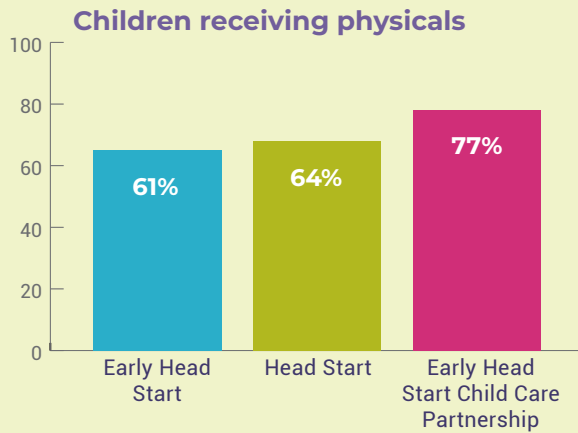 Children receiving physicals
100
80
60
40
20
0
61%
64%
77%
Early Head
Start
Head Start
Early Head
Start Child Care
Partnership